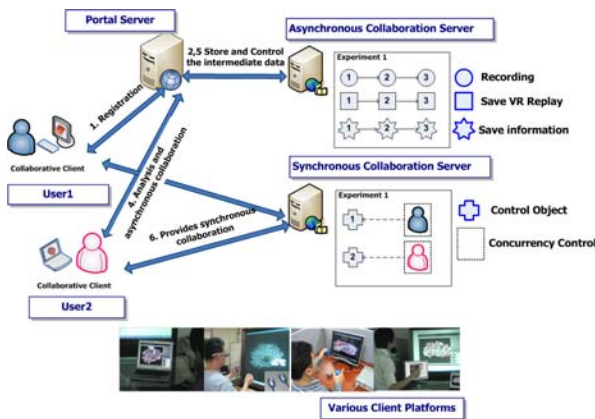 Portal Server
Asynchronous Collaboration Server
2,5 Store and Control
the intermediate data
Experiment 1
1 2 3
Recording
1 2 3
Save VR Replay
1 2 3
Save information
1. Registration
Collaborative Client
User1
4. Analysis and
asynchronous collaboration
Synchronous Collaboration Server
Experiment 1
1
Control Object
2
Concurrency Control
6. Provides synchronous
collaboration
Collaborative Client
User2
Various Client Platforms